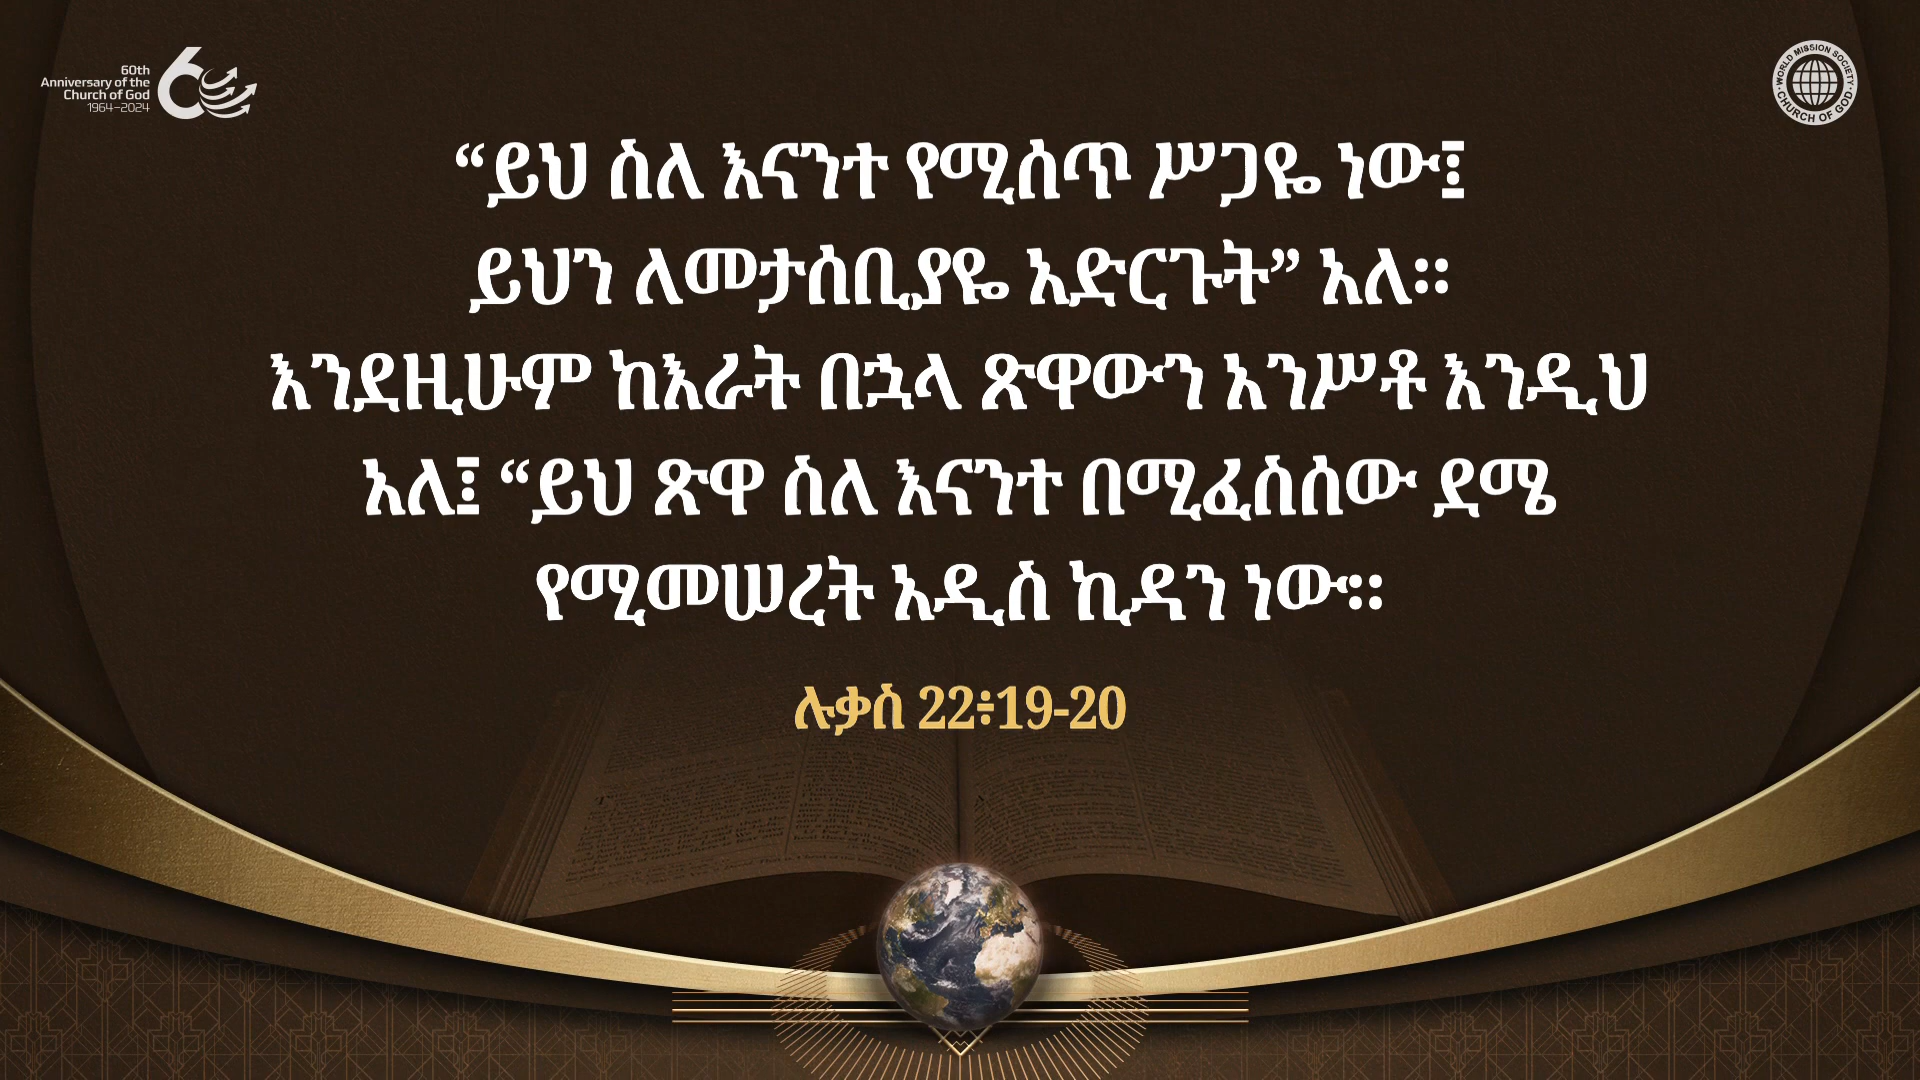 60th
Anniversary of the
Church of God
1964–2024
60
WORLD MISSION SOCIETY
CHURCH OF GOD
“ይህ ስለ እናንተ የሚሰጥ ሥጋዬ ነው፤
ይህን ለመታሰቢያዬ አድርጉት” አለ።
እንደዚሁም ከእራት በኋላ ጽዋውን አንሥቶ እንዲህ
አለ፤ “ይህ ጽዋ ስለ እናንተ በሚፈስሰው ደሜ
የሚመሠረት አዲስ ኪዳን ነው።
ሉቃስ 22፥19-20